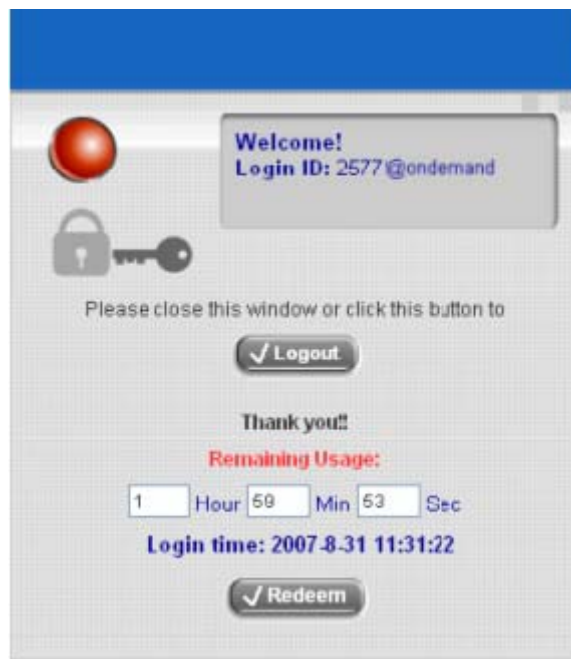 Welcome!
Login ID: 2577@ondemand
Please close this window or click this button to
Logout
Thank you!!
Remaining Usage:
1 Hour 59 Min 53 Sec
Login time: 2007-8-31 11:31:22
Redeem